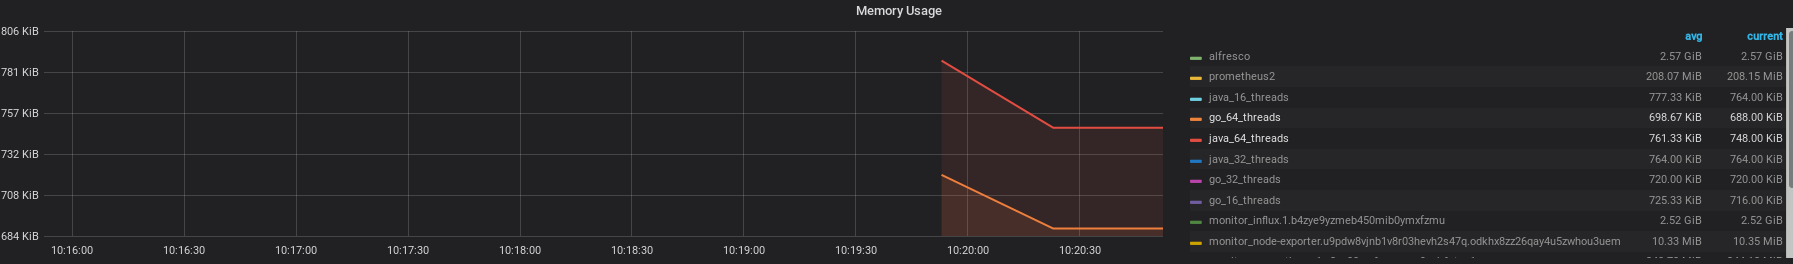 Memory Usage
806 KiB
781 KiB
757 KiB
732 KiB
708 KiB
684 KiB
10:16:00 10:16:30 10:17:00 10:17:30 10:18:00 10:18:30 10:19:00 10:19:30 10:20:00 10:20:30
avg current
alfresco 2.57 GiB 2.57 GiB
prometheus2 208.07 MiB 208.15 MiB
java_16_threads 777.33 KiB 764.00 KiB
go_64_threads 698.67 KiB 688.00 KiB
java_64_threads 761.33 KiB 748.00 KiB
java_32_threads 764.00 KiB 764.00 KiB
go_32_threads 720.00 KiB 720.00 KiB
go_16_threads 725.33 KiB 716.00 KiB
monitor_influx.1.b4zye9yzmeb450mib0ymxfzmu 2.52 GiB 2.52 GiB
monitor_node-exporter.u9pdw8vjnb1v8r03hevh2s47q.odkhx8zz26qay4u5zwhou3uem 10.33 MiB 10.35 MiB